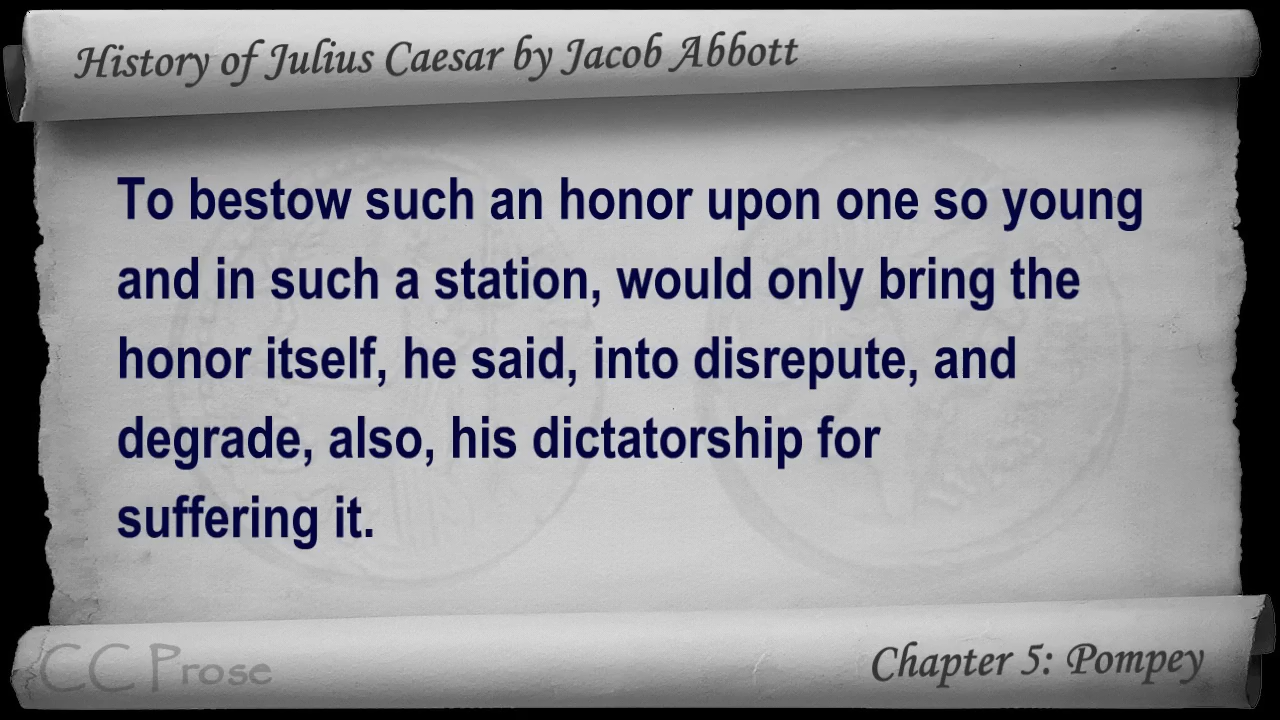 History of Julius Caesar by Jacob Abbott
To bestow such an honor upon one so young
and in such a station, would only bring the
honor itself, he said, into disrepute, and
degrade, also, his dictatorship for
suffering it.
CC Prose
Chapter 5: Pompey